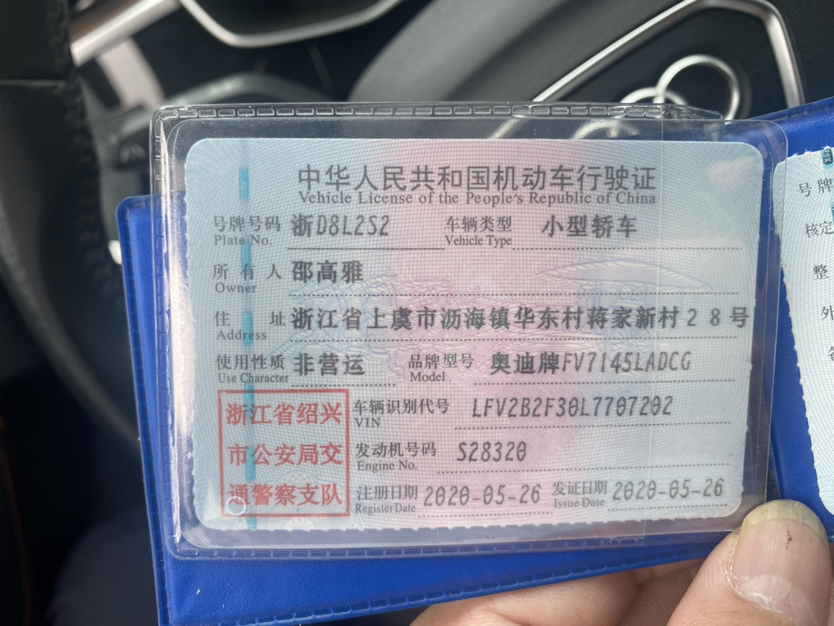 中华人民共和国机动车行驶证
Vehicle License of the People's Republic of China
号牌号码 浙D8L2S2 车辆类型 小型轿车
Plate No. Vehicle Type
所有人 邵高雅
Owner
住址 浙江省上虞市沥海镇华东村蒋家新村28号
Address
使用性质 非营运 品牌型号 奥迪牌FV7145LADCG
Use Character Model
浙江省绍兴
市公安局交
通警察支队
车辆识别代号 LFV2B2F30L7707202
VIN
发动机号码 S28320
Engine No.
注册日期 2020-05-26 发证日期 2020-05-26
Register Date Issue Date
号牌
核定
整
外